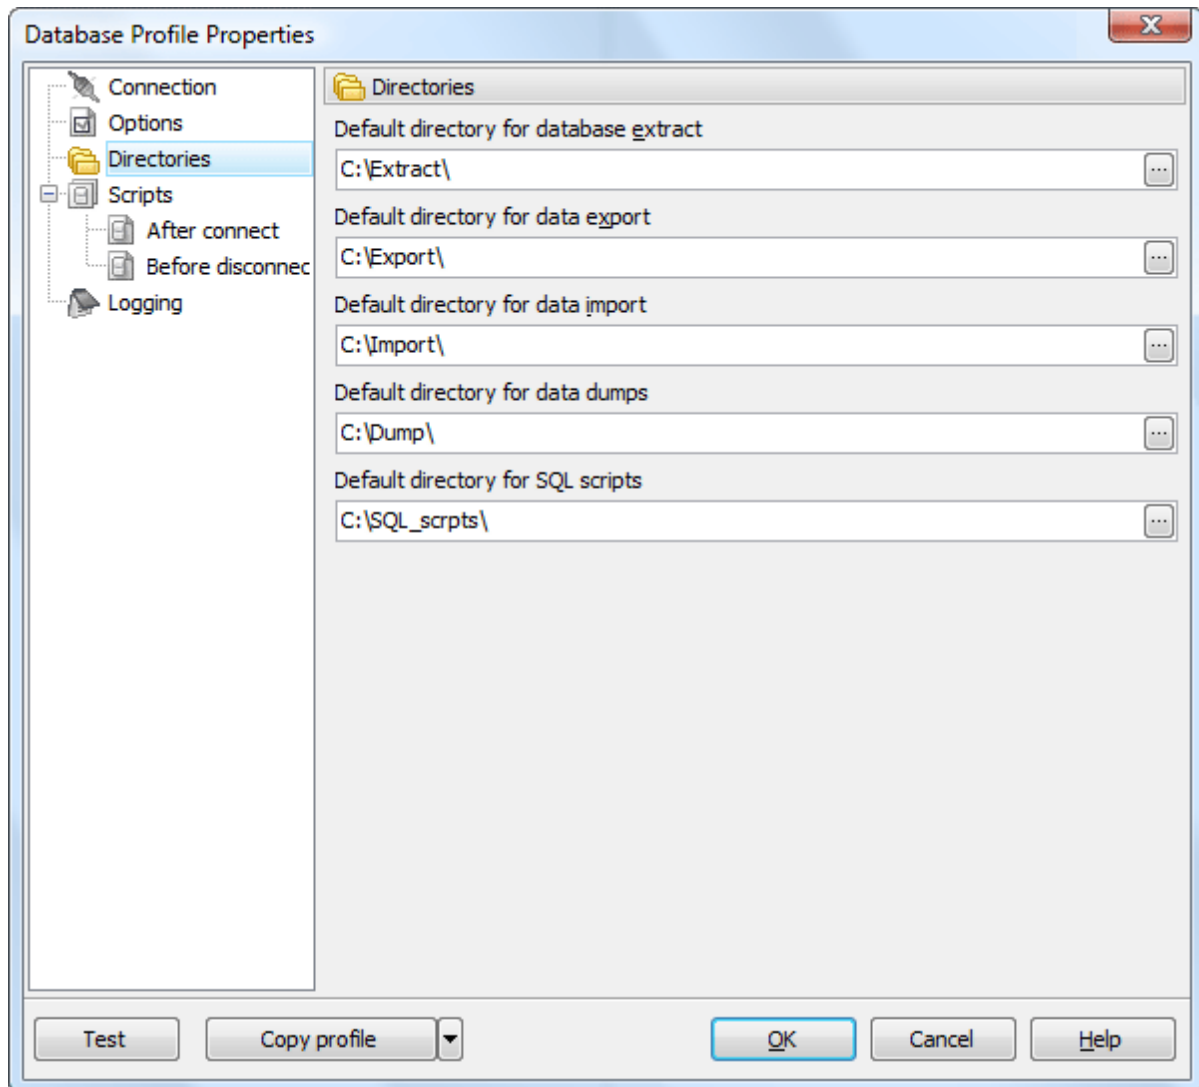 Database Profile Properties
Connection
Options
Directories
Scripts
After connect
Before disconnec
Logging
Directories
Default directory for database extract
C:\Extract\
...
Default directory for data export
C:\Export\
...
Default directory for data import
C:\Import\
...
Default directory for data dumps
C:\Dump\
...
Default directory for SQL scripts
C:\SQL_scrpts\
...
Test
Copy profile
OK
Cancel
Help